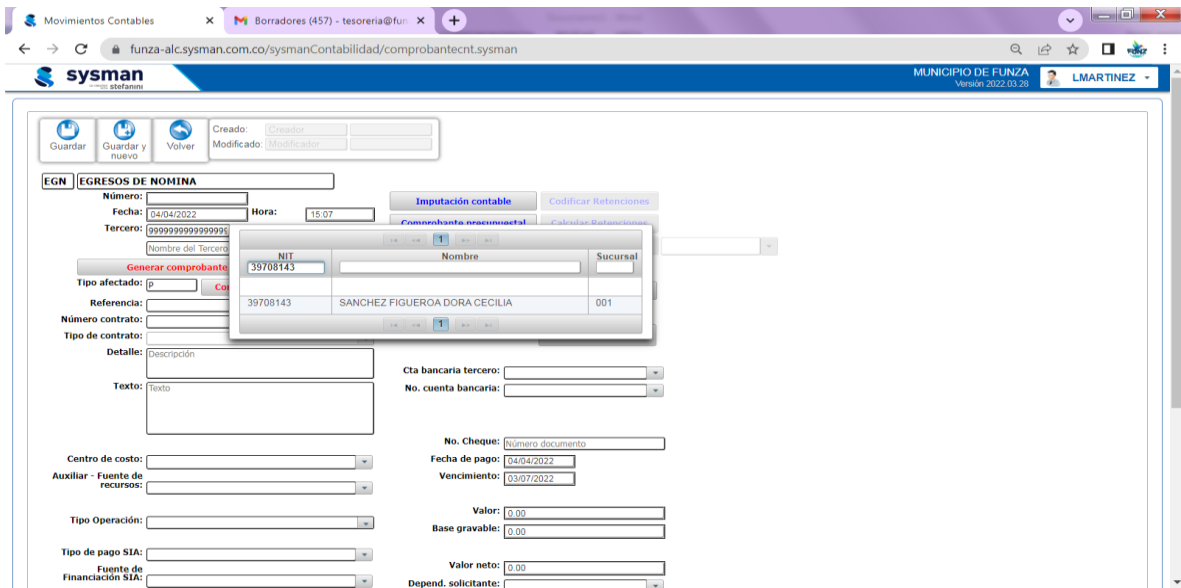 Movimientos Contables
Borradores (457) - tesoreria@fun
funza-alc.sysman.com.co/sysmanContabilidad/comprobantecnt.sysman
sysman
stefanini
MUNICIPIO DE FUNZA
Versión 2022.03.28
LMARTINEZ
Guardar
Guardar y nuevo
Volver
Creado: Creador
Modificado: Modificador
EGN EGRESOS DE NOMINA
Número:
Fecha: 04/04/2022 Hora: 15:07
Tercero: 9999999999999999
Nombre del Tercero
Generar comprobante
Imputación contable Codificar Retenciones
Comprobante presupuestal Calcular Retenciones
1
NIT Nombre Sucursal
39708143
39708143 SANCHEZ FIGUEROA DORA CECILIA 001
1
Tipo afectado: P
Referencia:
Número contrato:
Tipo de contrato:
Detalle: Descripción
Texto: Texto
Cta bancaria tercero:
No. cuenta bancaria:
No. Cheque: Número documento
Centro de costo:
Fecha de pago: 04/04/2022
Auxiliar - Fuente de
recursos:
Vencimiento: 03/07/2022
Tipo Operación:
Valor: 0.00
Base gravable: 0.00
Tipo de pago SIA:
Fuente de
Financiación SIA:
Valor neto: 0.00
Depend. solicitante: